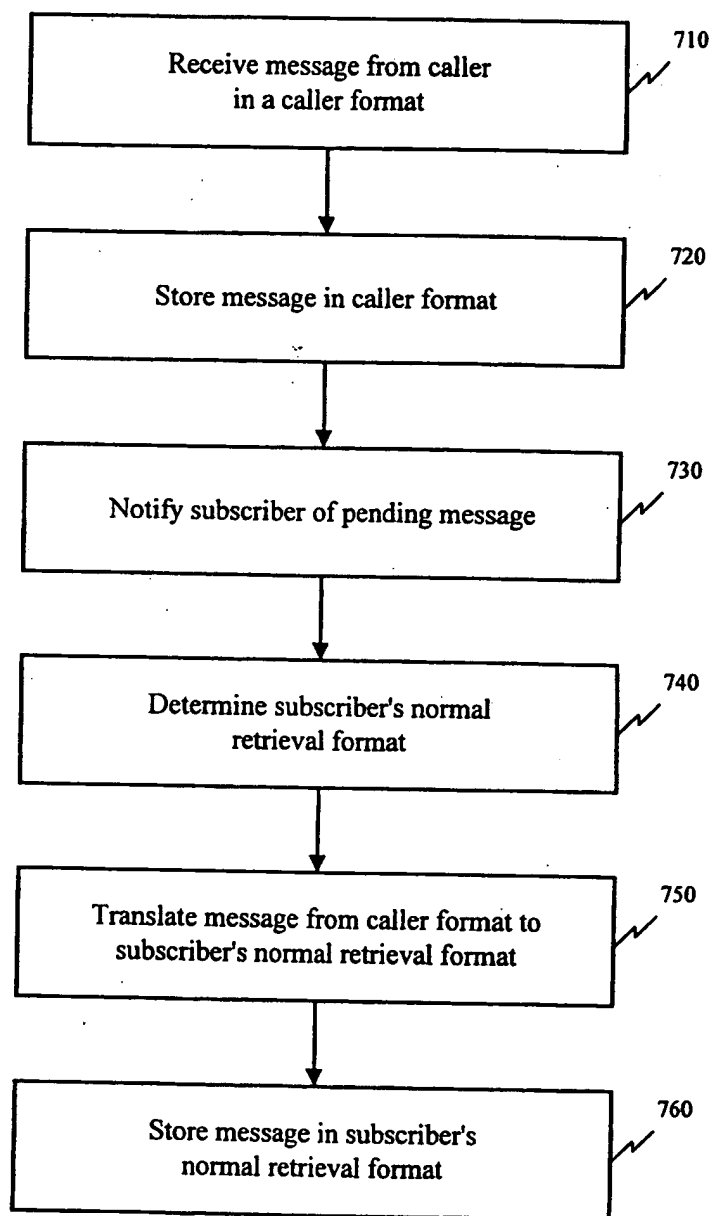 710
Receive message from caller
in a caller format
720
Store message in caller format
730
Notify subscriber of pending message
740
Determine subscriber's normal
retrieval format
750
Translate message from caller format to
subscriber's normal retrieval format
760
Store message in subscriber's
normal retrieval format